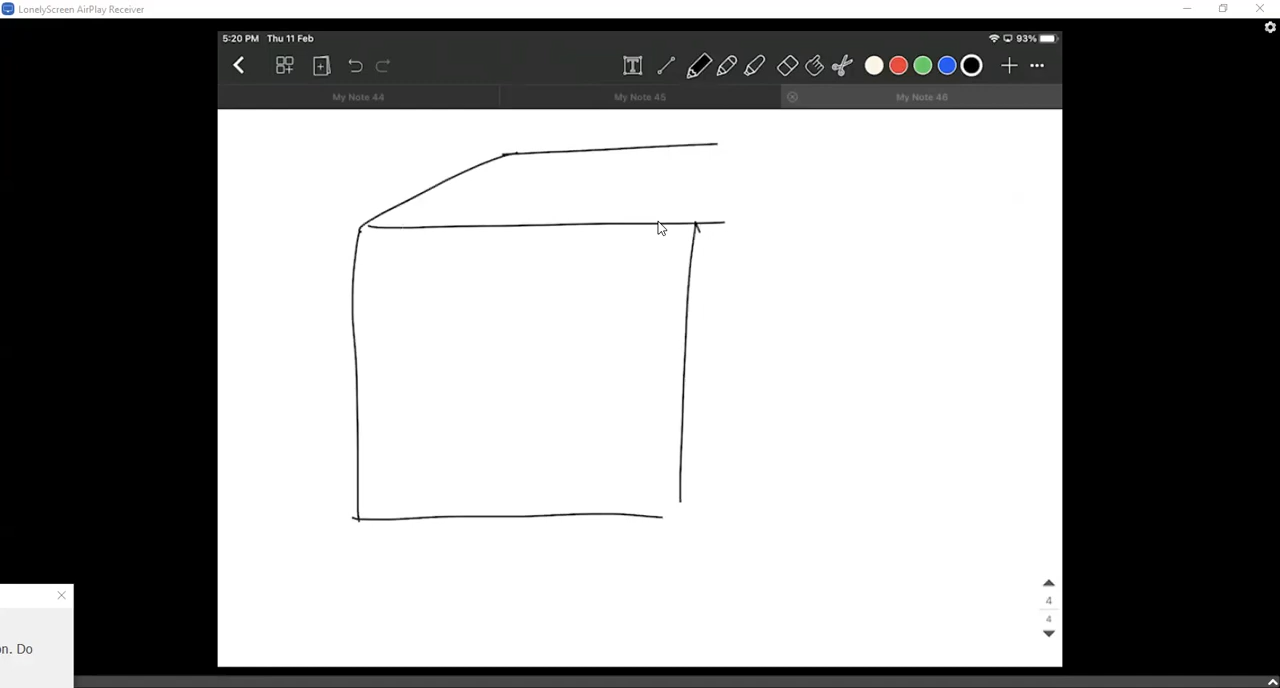 LonelyScreen AirPlay Receiver
5:20 PM Thu 11 Feb
93%
T
My Note 44
My Note 45
My Note 46
4
4
on. Do